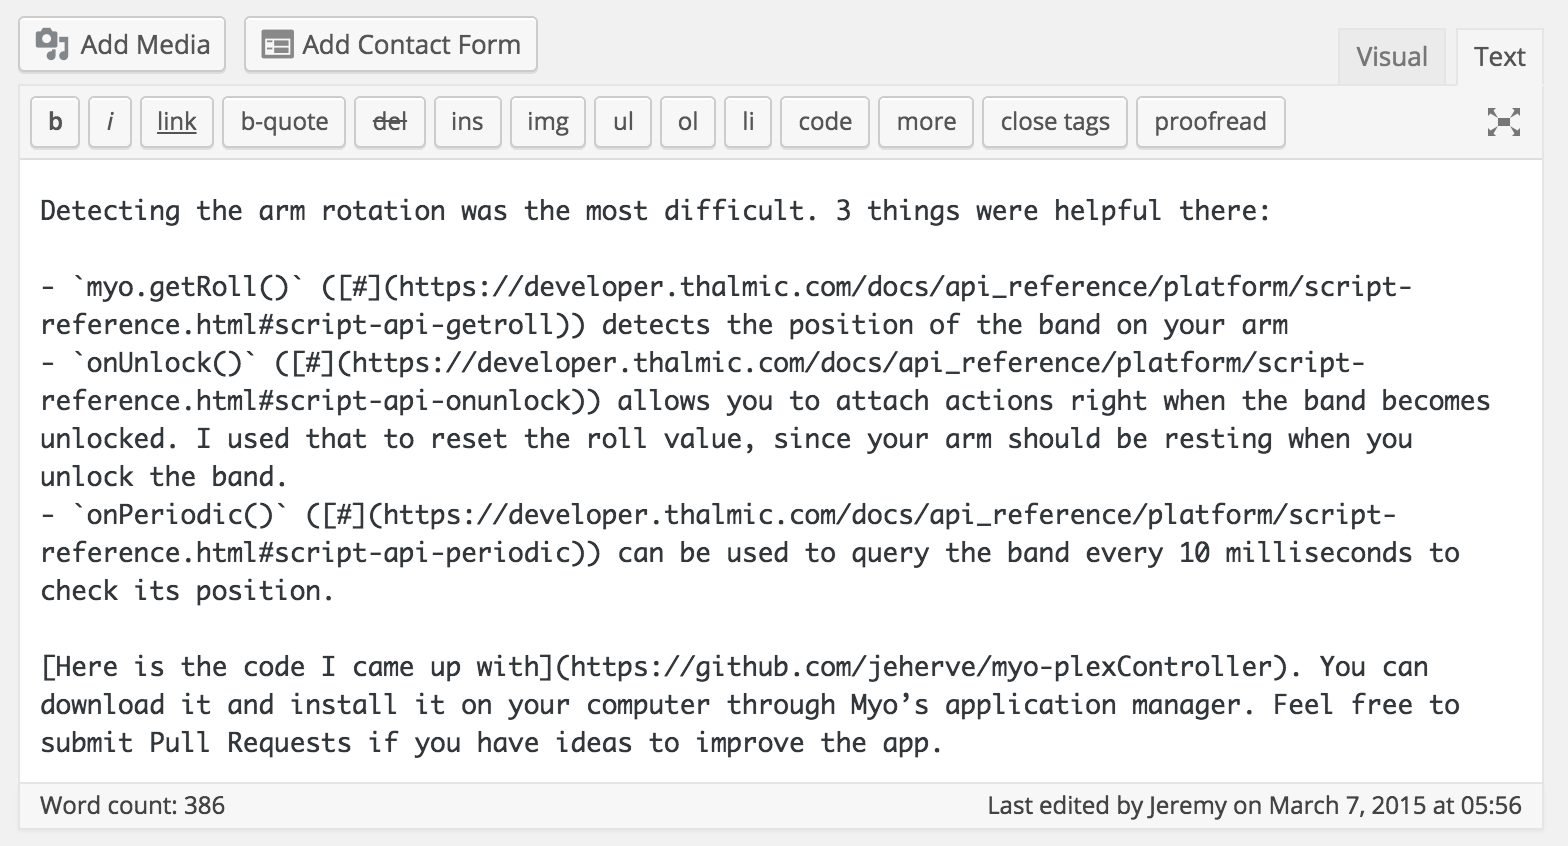 Add Media
Add Contact Form
Visual
Text
b
i
link
b-quote
del
ins
img
ul
ol
li
code
more
close tags
proofread
Detecting the arm rotation was the most difficult. 3 things were helpful there:
- `myo.getRoll()` ([#](https://developer.thalmic.com/docs/api_reference/platform/script-
reference.html#script-api-getroll)) detects the position of the band on your arm
- `onUnlock()` ([#](https://developer.thalmic.com/docs/api_reference/platform/script-
reference.html#script-api-onunlock)) allows you to attach actions right when the band becomes
unlocked. I used that to reset the roll value, since your arm should be resting when you
unlock the band.
- `onPeriodic()` ([#](https://developer.thalmic.com/docs/api_reference/platform/script-
reference.html#script-api-periodic)) can be used to query the band every 10 milliseconds to
check its position.
[Here is the code I came up with](https://github.com/jeherve/myo-plexController). You can
download it and install it on your computer through Myo’s application manager. Feel free to
submit Pull Requests if you have ideas to improve the app.
Word count: 386
Last edited by Jeremy on March 7, 2015 at 05:56